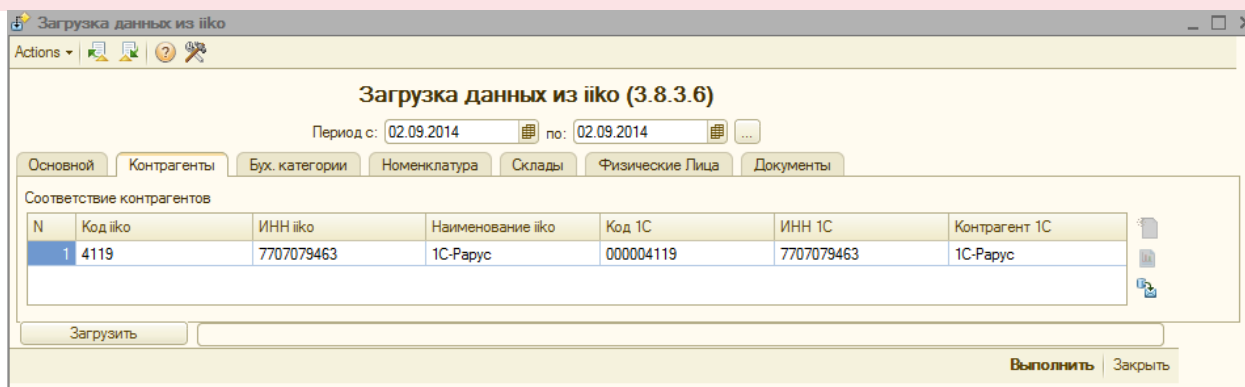 Загрузка данных из iiko
Actions
Загрузка данных из iiko (3.8.3.6)
Период с: 02.09.2014 по: 02.09.2014 ...
Основной Контрагенты Бух. категории Номенклатура Склады Физические Лица Документы
Соответствие контрагентов
N Код iiko ИНН iiko Наименование iiko Код 1С ИНН 1С Контрагент 1С
1 4119 7707079463 1С-Рарус 000004119 7707079463 1С-Рарус
Загрузить
Выполнить Закрыть